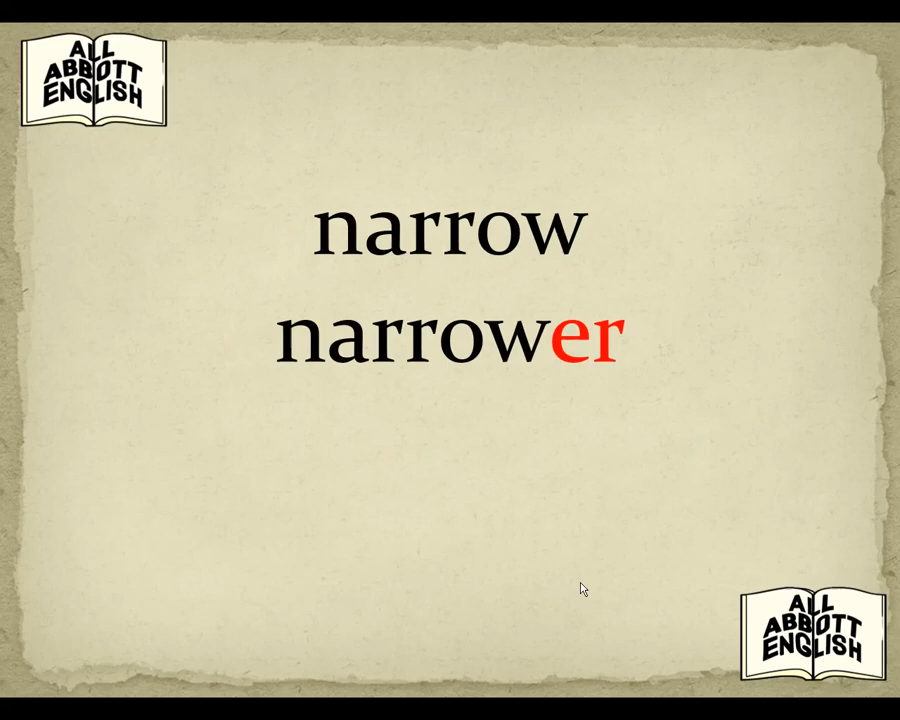 ALL
ABBOTT
ENGLISH
narrow
narrower
ALL
ABBOTT
ENGLISH